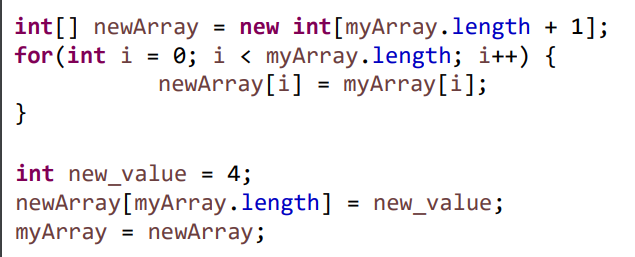 int[] newArray = new int[myArray.length + 1];
for(int i = 0; i < myArray.length; i++) {
newArray[i] = myArray[i];
}
int new_value = 4;
newArray[myArray.length] = new_value;
myArray = newArray;